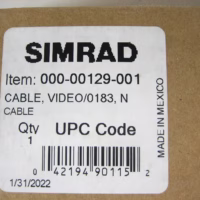 SIMRAD
Item: 000-00129-001
CABLE, VIDEO/0183, N
CABLE
Qty UPC Code
1
0 42194 90115 2
1/31/2022
MADE IN MEXICO